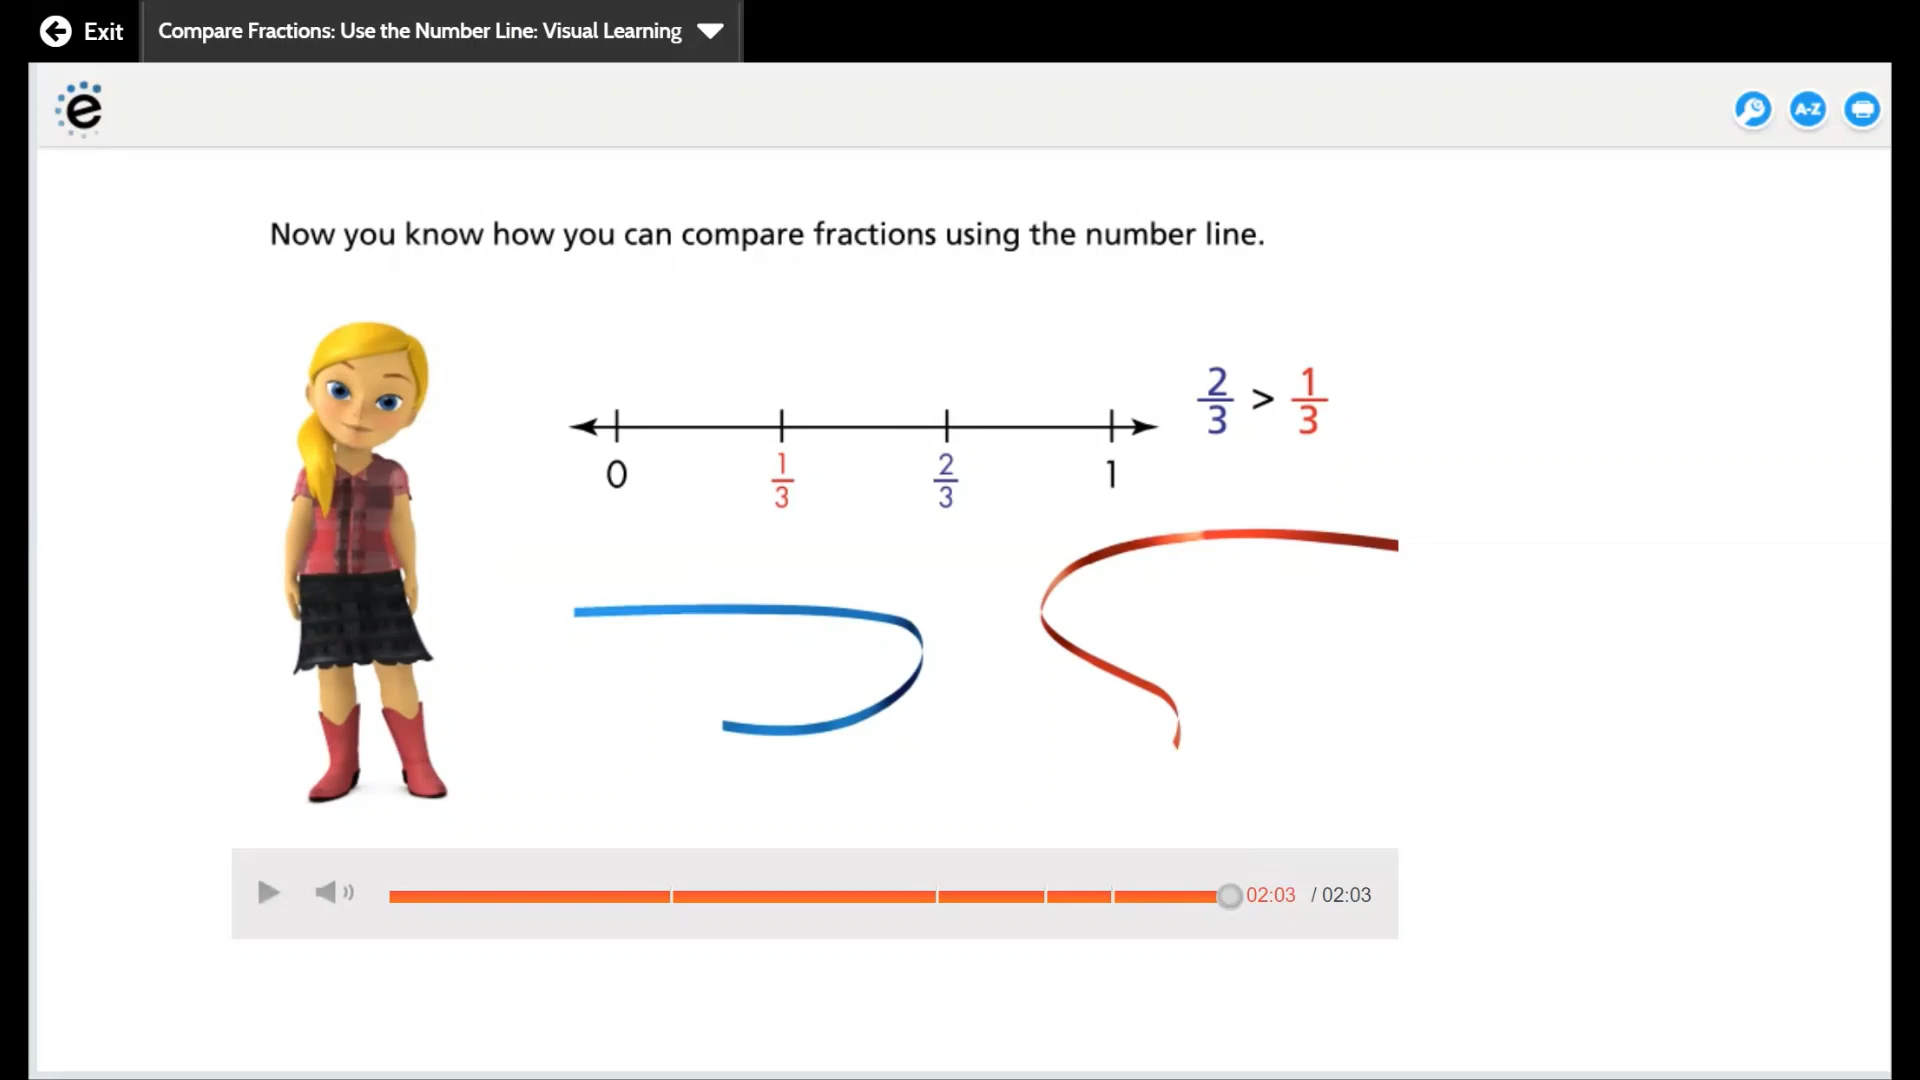 Exit
Compare Fractions: Use the Number Line: Visual Learning
e
A-Z
Now you know how you can compare fractions using the number line.
2/3 > 1/3
0 1/3 2/3 1
02:03 / 02:03